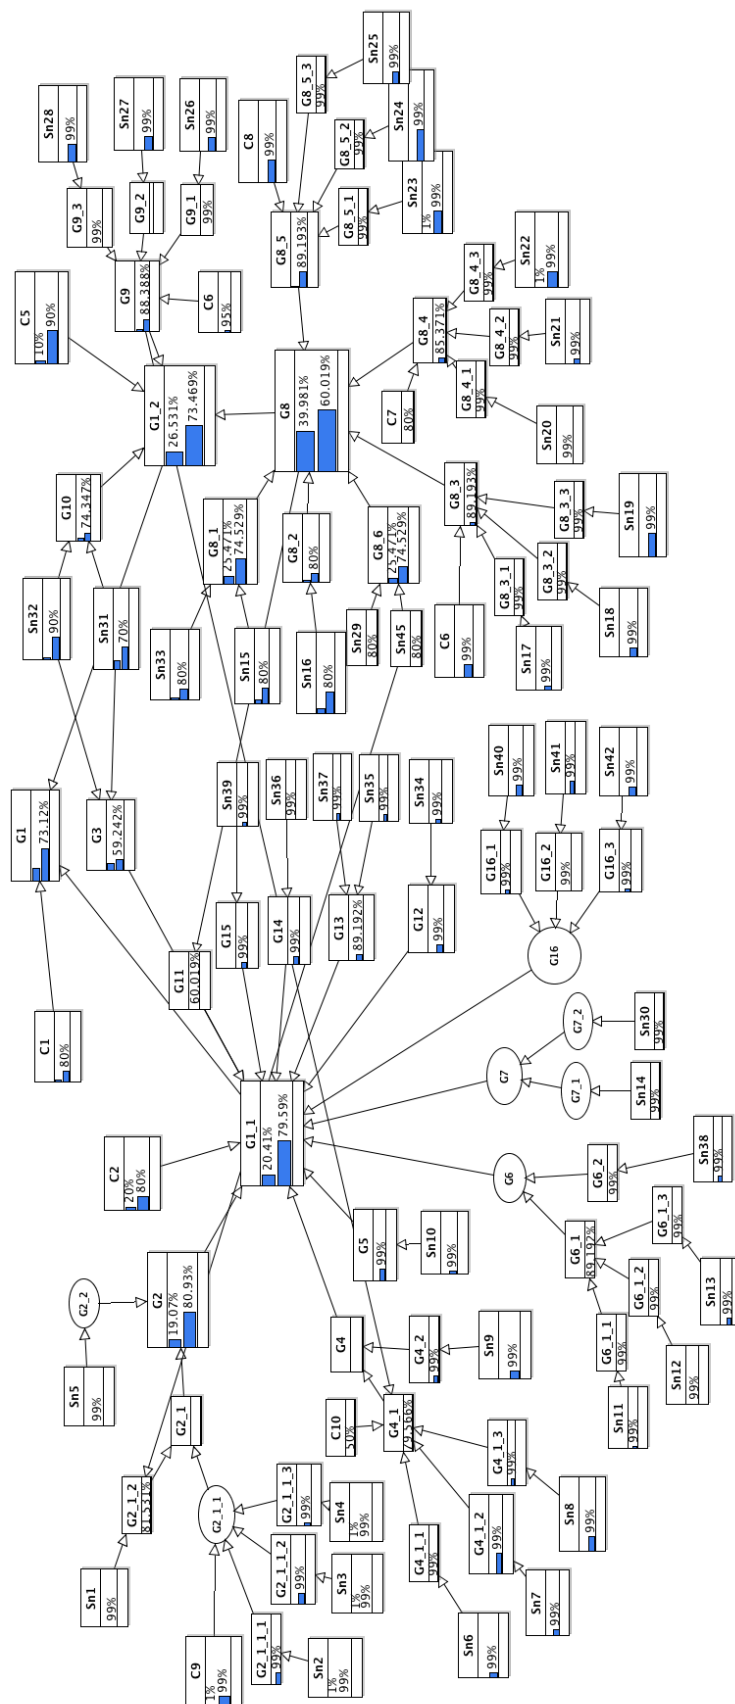 C9
1%
99%
Sn1
99%
Sn5
99%
C1
80%
G1
73.12%
Sn32
90%
C5
10%
90%
Sn28
99%
G2_2
C2
20%
80%
G3
59.242%
G10
74.347%
G9_3
99%
G2_1_2
81.531%
G2
19.07%
80.93%
Sn31
70%
G9
88.388%
Sn27
99%
G9_2
G2_1
G1_2
26.531%
73.469%
Sn33
80%
Sn26
99%
G9_1
99%
C6
95%
G2_1_1
G11
60.019%
G8_1
25.471%
74.529%
G2_1_1_1
99%
G2_1_1_2
99%
G2_1_1_3
99%
G1_1
20.41%
79.59%
G15
99%
Sn39
99%
Sn15
80%
C8
99%
Sn2
1%
99%
Sn3
1%
99%
Sn4
1%
99%
G14
99%
Sn36
99%
G8
39.981%
60.019%
G8_2
80%
G8_5
89.193%
G8_5_3
99%
Sn16
80%
C10
50%
G4
G5
99%
G13
89.192%
Sn37
99%
Sn29
80%
G8_5_2
99%
G8_5_1
99%
Sn25
99%
G4_1
79.566%
Sn35
99%
G8_6
25.471%
74.529%
Sn45
80%
C7
80%
Sn24
99%
G4_1_1
99%
G4_2
99%
Sn10
99%
G12
99%
Sn34
99%
G8_4
85.371%
Sn23
1%
99%
Sn6
99%
G4_1_2
99%
G4_1_3
99%
Sn9
99%
C6
99%
G8_3
89.193%
G8_4_1
99%
G8_4_2
99%
G8_4_3
99%
G6
G7
G16_1
99%
Sn40
99%
G8_3_1
99%
Sn17
99%
Sn7
99%
Sn8
99%
G16
G16_2
99%
Sn41
99%
G8_3_2
99%
G8_3_3
99%
Sn20
99%
Sn21
99%
Sn22
1%
99%
G6_1
89.192%
G6_2
99%
G7_1
G7_2
G16_3
99%
Sn42
99%
Sn18
99%
Sn19
99%
Sn11
99%
G6_1_1
99%
G6_1_2
99%
G6_1_3
99%
Sn14
99%
Sn30
99%
Sn12
99%
Sn13
99%
Sn38
99%